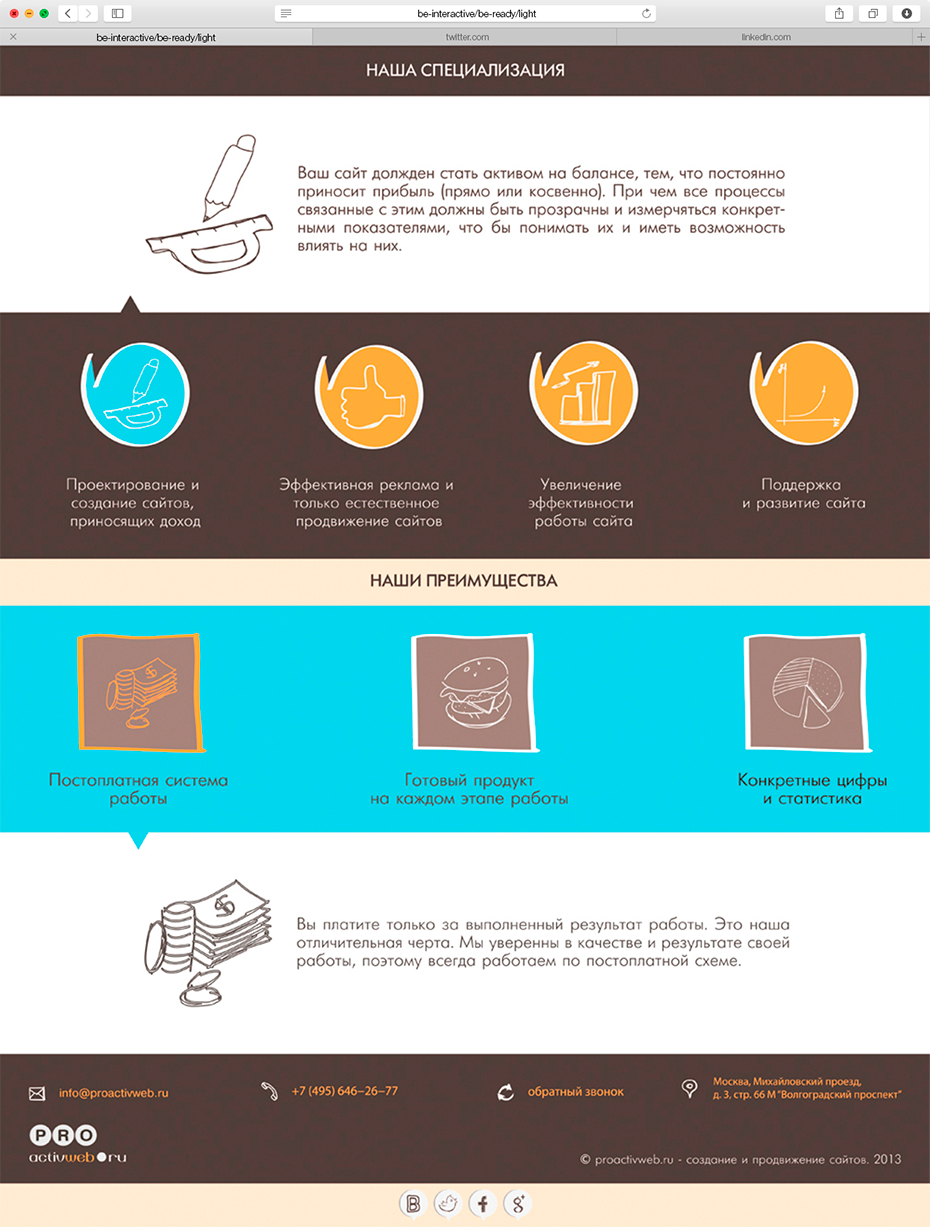 be-interactive/be-ready/light
be-interactive/be-ready/light
twitter.com
linkedin.com
НАША СПЕЦИАЛИЗАЦИЯ
Ваш сайт должден стать активом на балансе, тем, что постоянно
приносит прибыль (прямо или косвенно). При чем все процессы
связанные с этим должны быть прозрачны и измерчяться конкрет-
ными показателями, что бы понимать их и иметь возможность
влиять на них.
Проектирование и
создание сайтов,
приносящих доход
Эффективная реклама и
только естественное
продвижение сайтов
Увеличение
эффективности
работы сайта
Поддержка
и развитие сайта
НАШИ ПРЕИМУЩЕСТВА
Постоплатная система
работы
Готовый продукт
на каждом этапе работы
Конкретные цифры
и статистика
Вы платите только за выполненный результат работы. Это наша
отличительная черта. Мы уверенны в качестве и результате своей
работы, поэтому всегда работаем по постоплатной схеме.
info@proactivweb.ru
+7 (495) 646–26–77
обратный звонок
Москва, Михайловский проезд,
д. 3, стр. 66 М "Волгоградский проспект"
PRO
activweb.ru
© proactivweb.ru - создание и продвижение сайтов. 2013